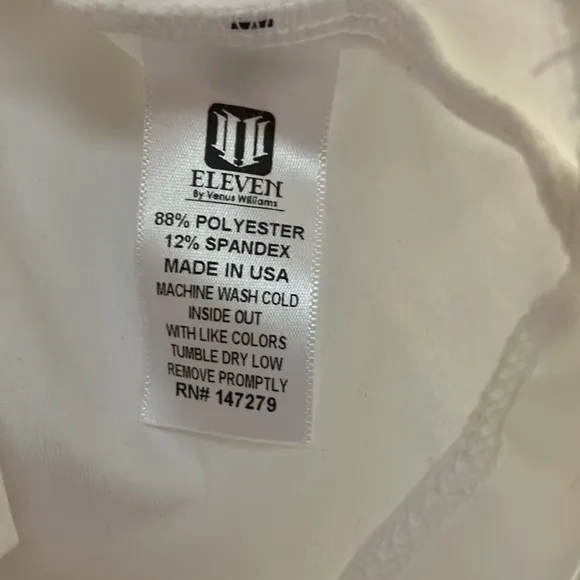 ELEVEN
By Venus Williams
88% POLYESTER
12% SPANDEX
MADE IN USA
MACHINE WASH COLD
INSIDE OUT
WITH LIKE COLORS
TUMBLE DRY LOW
REMOVE PROMPTLY
RN# 147279